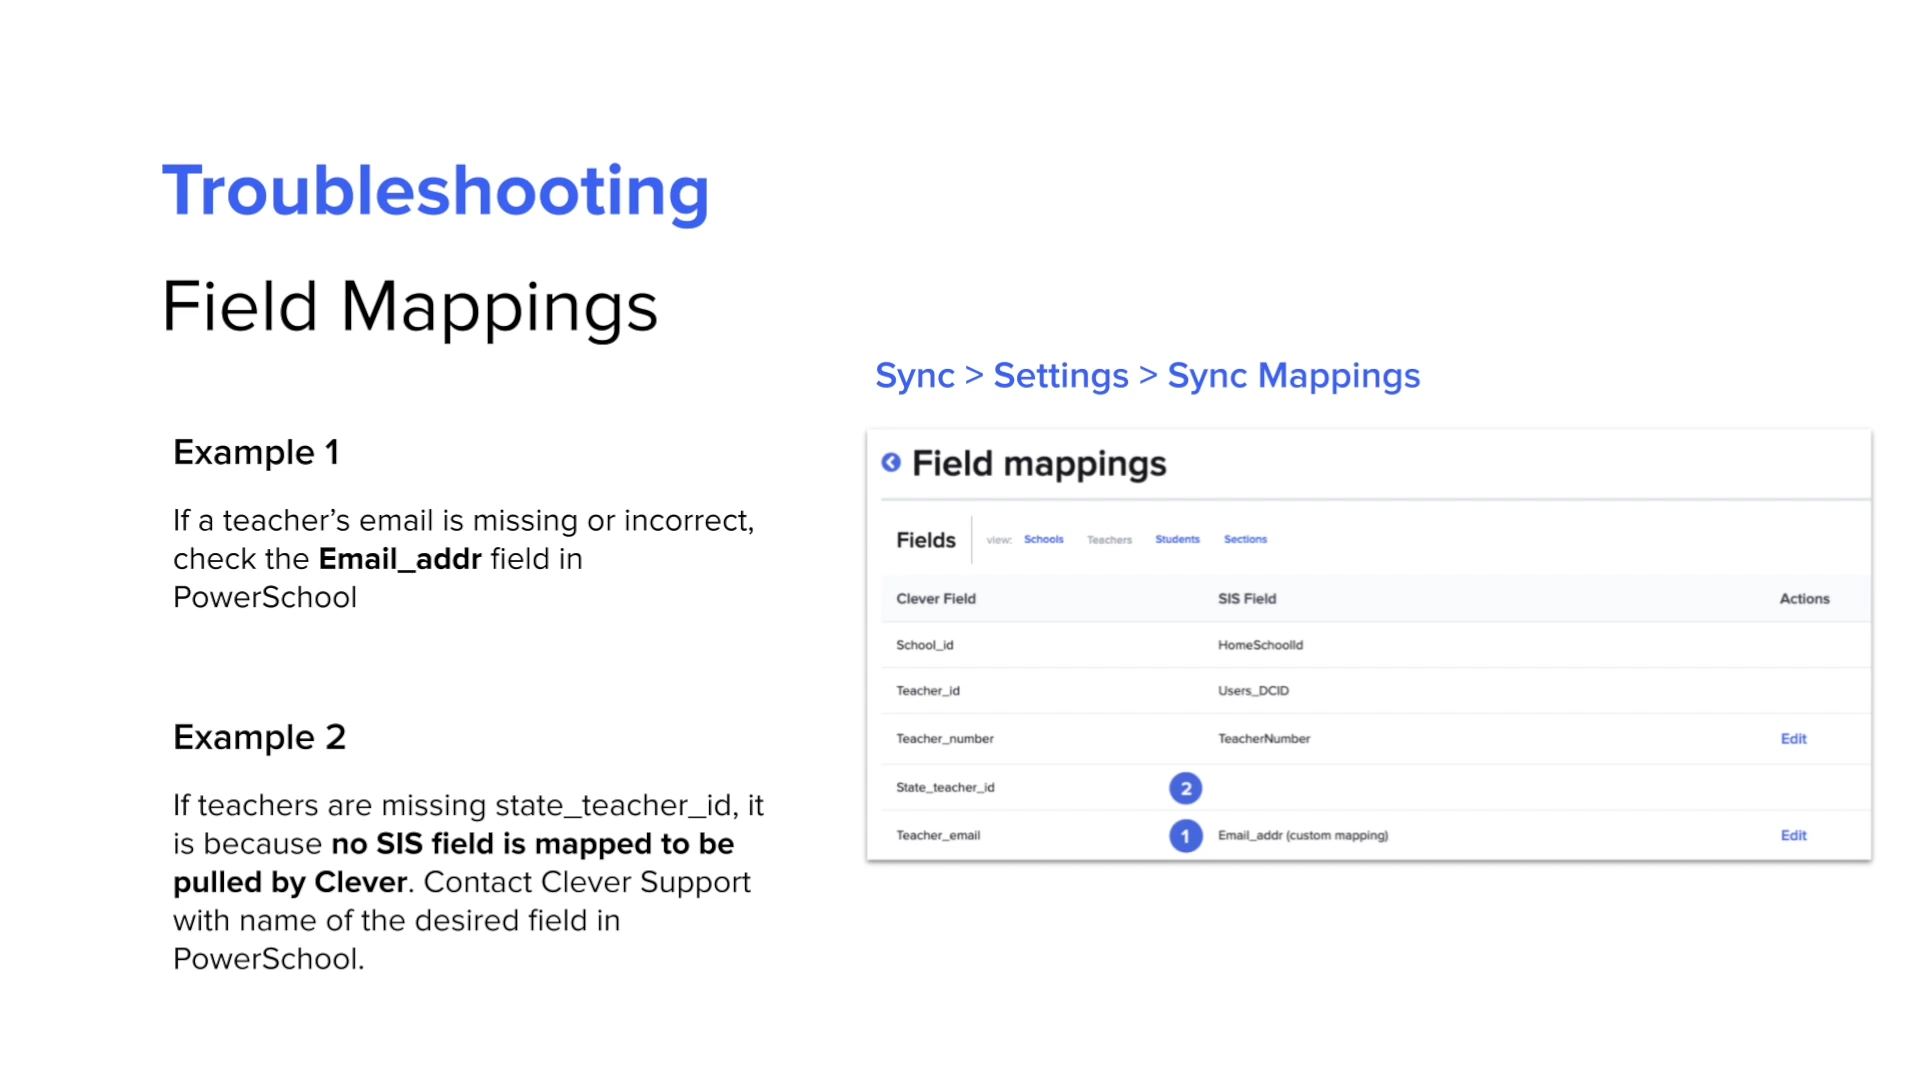 Troubleshooting
Field Mappings
Example 1
If a teacher’s email is missing or incorrect,
check the Email_addr field in
PowerSchool
Example 2
If teachers are missing state_teacher_id, it
is because no SIS field is mapped to be
pulled by Clever. Contact Clever Support
with name of the desired field in
PowerSchool.
Sync > Settings > Sync Mappings
Field mappings
Fields view: Schools Teachers Students Sections
Clever Field SIS Field Actions
School_id HomeSchoolId
Teacher_id Users_DCID
Teacher_number TeacherNumber Edit
State_teacher_id 2
Teacher_email 1 Email_addr (custom mapping) Edit